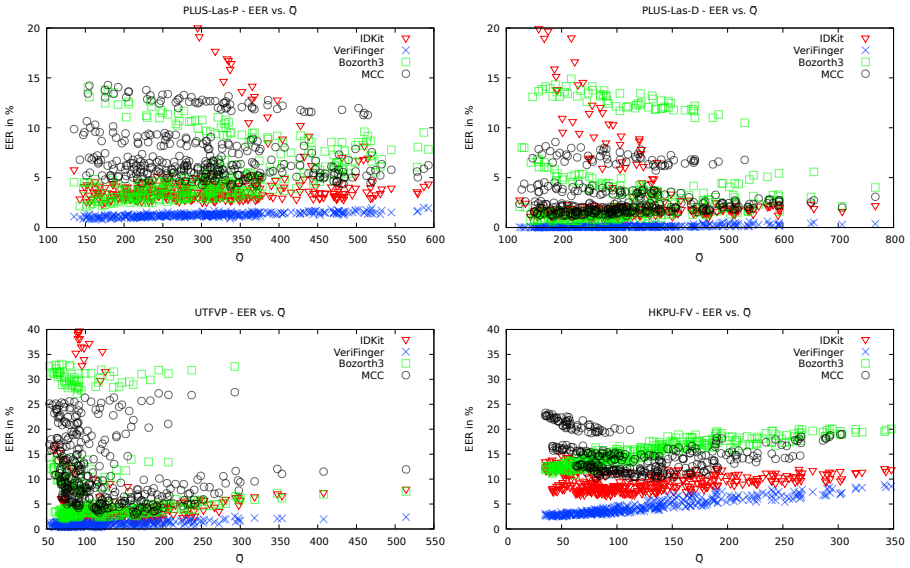 PLUS-Las-P - EER vs. Q̄
20
15
10
5
0
EER in %
IDKit
VeriFinger
Bozorth3
MCC
100 150 200 250 300 350 400 450 500 550 600
Q̄
PLUS-Las-D - EER vs. Q̄
20
15
10
5
0
EER in %
IDKit
VeriFinger
Bozorth3
MCC
100 200 300 400 500 600 700 800
Q̄
UTFVP - EER vs. Q̄
40
35
30
25
20
15
10
5
0
EER in %
IDKit
VeriFinger
Bozorth3
MCC
50 100 150 200 250 300 350 400 450 500 550
Q̄
HKPU-FV - EER vs. Q̄
40
35
30
25
20
15
10
5
0
EER in %
IDKit
VeriFinger
Bozorth3
MCC
0 50 100 150 200 250 300 350
Q̄